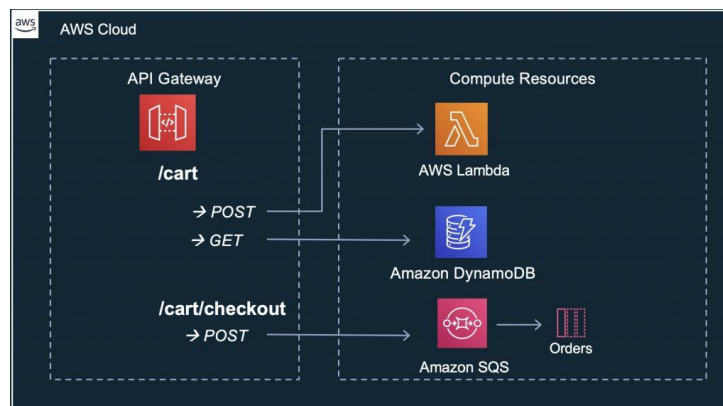 aws
AWS Cloud
API Gateway
</>
/cart
→ POST
→ GET
/cart/checkout
→ POST
Compute Resources
AWS Lambda
Amazon DynamoDB
Amazon SQS
Orders